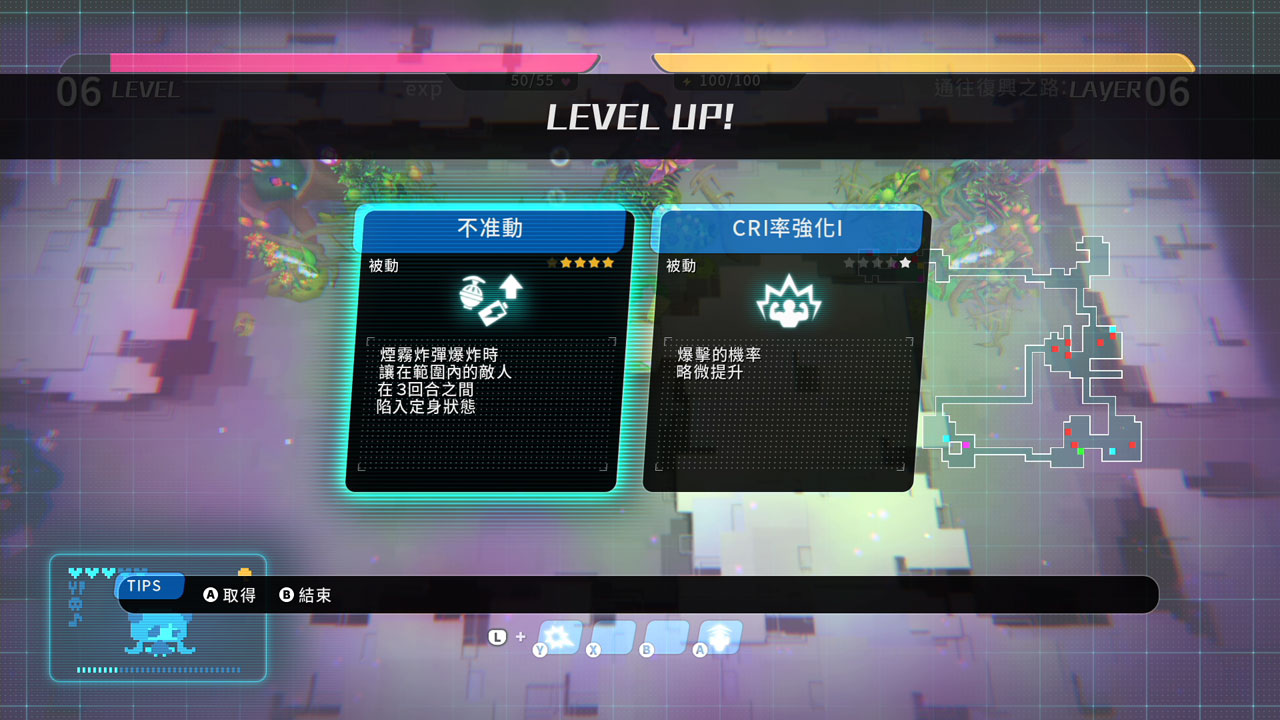 50/55
100/100
06 LEVEL
exp
通往復興之路:LAYER 06
LEVEL UP!
不准動
被動
煙霧炸彈爆炸時
讓在範圍內的敵人
在3回合之間
陷入定身狀態
CRI率強化I
被動
爆擊的機率
略微提升
TIPS
A 取得 B 結束
L + Y X B A